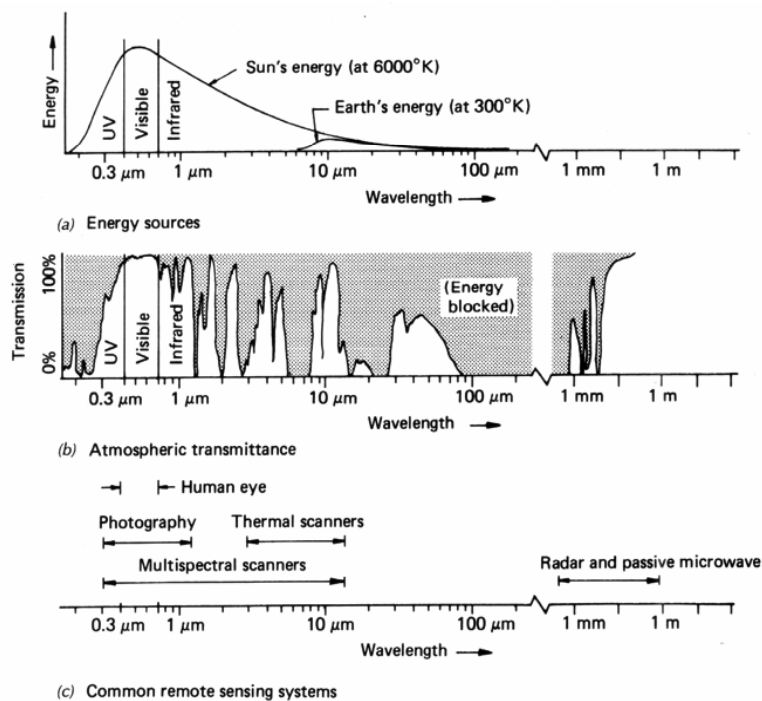 Energy
Sun's energy (at 6000°K)
Earth's energy (at 300°K)
UV
Visible
Infrared
0.3 μm
1 μm
10 μm
100 μm
1 mm
1 m
Wavelength
(a) Energy sources
Transmission
100%
0%
(Energy
blocked)
UV
Visible
Infrared
0.3 μm
1 μm
10 μm
100 μm
1 mm
1 m
Wavelength
(b) Atmospheric transmittance
Human eye
Photography
Thermal scanners
Multispectral scanners
Radar and passive microwave
0.3 μm
1 μm
10 μm
100 μm
1 mm
1 m
Wavelength
(c) Common remote sensing systems